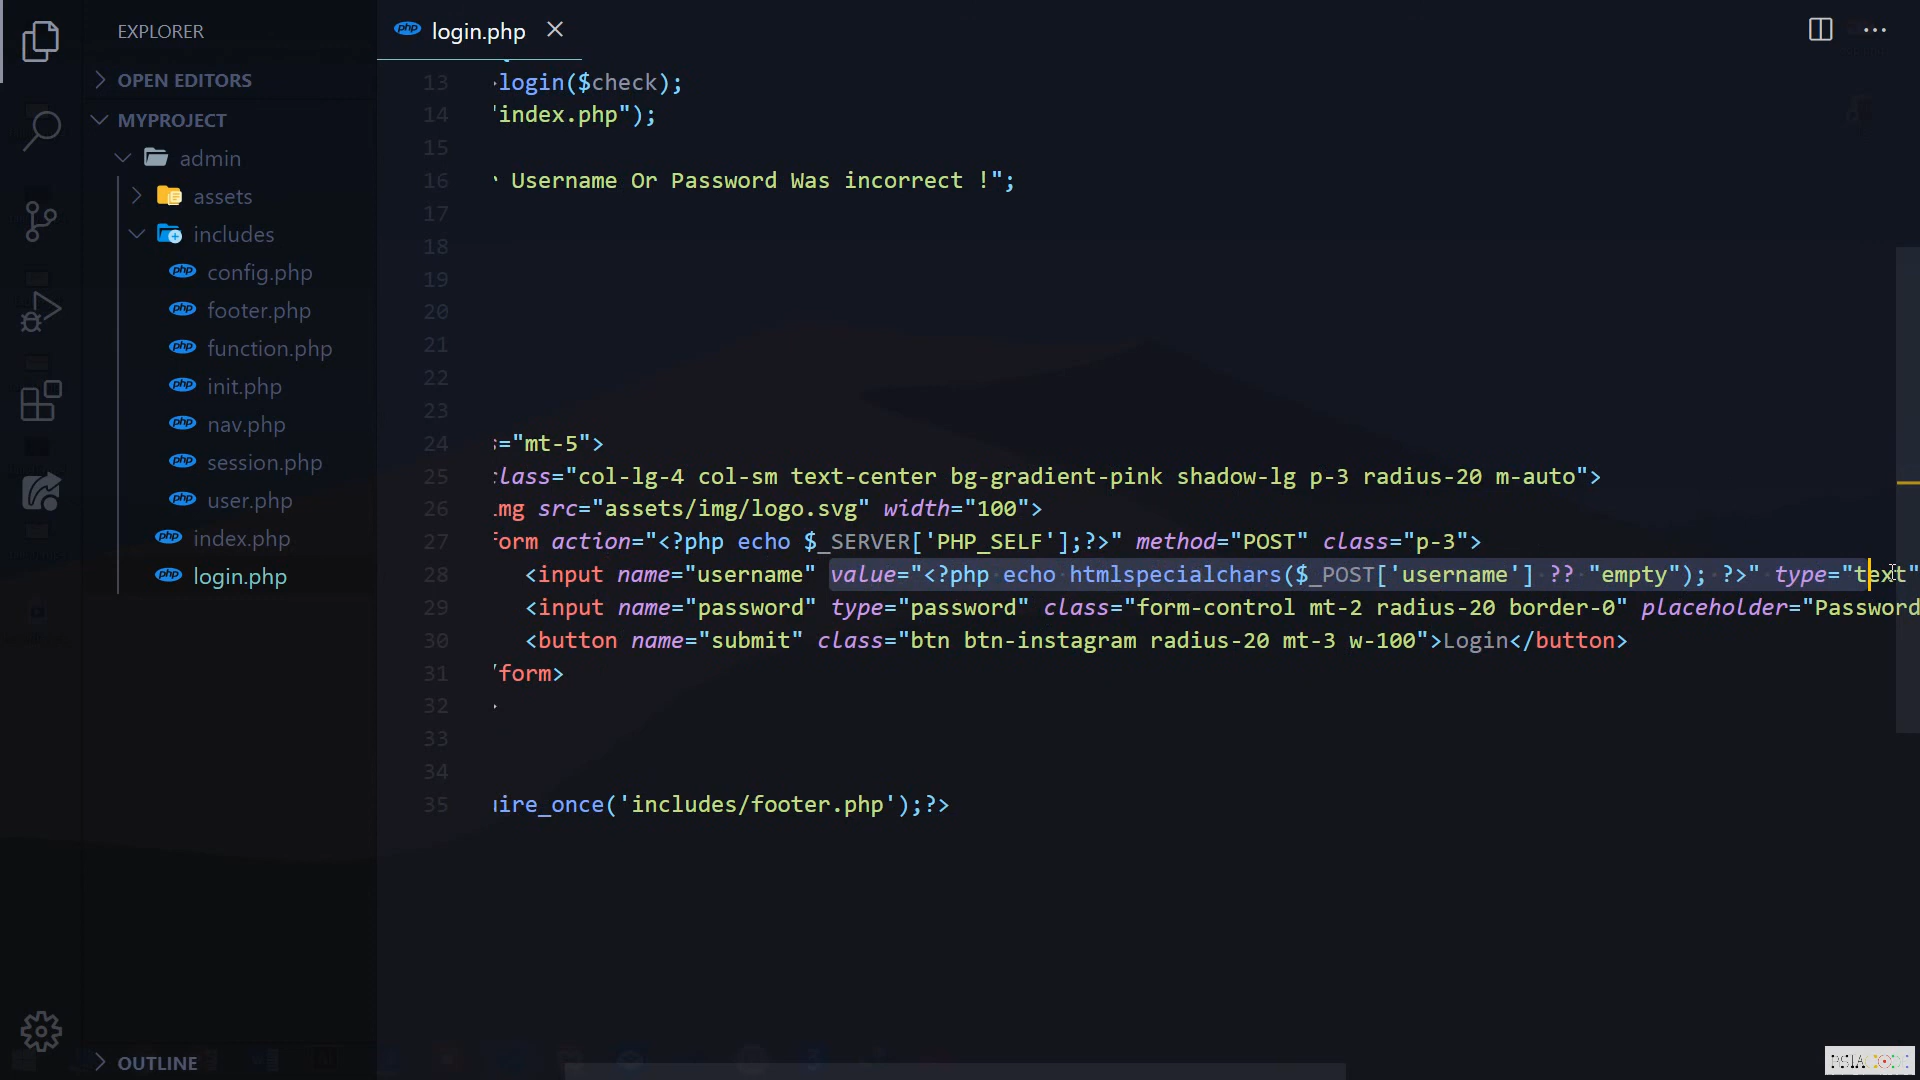 EXPLORER
OPEN EDITORS
MYPROJECT
admin
assets
includes
config.php
footer.php
function.php
init.php
nav.php
session.php
user.php
index.php
login.php
OUTLINE
login.php
13 login($check);
14 "index.php");
15
16 Username Or Password Was incorrect !";
17
18
19
20
21
22
23
24 ="mt-5">
25 class="col-lg-4 col-sm text-center bg-gradient-pink shadow-lg p-3 radius-20 m-auto">
26 mg src="assets/img/logo.svg" width="100">
27 form action="<?php echo $_SERVER['PHP_SELF'];?>" method="POST" class="p-3">
28 <input name="username" value="<?php echo htmlspecialchars($_POST['username'] ?? "empty"); ?>" type="text"
29 <input name="password" type="password" class="form-control mt-2 radius-20 border-0" placeholder="Password
30 <button name="submit" class="btn btn-instagram radius-20 mt-3 w-100">Login</button>
31 /form>
32 >
33
34
35 ire_once('includes/footer.php');?>